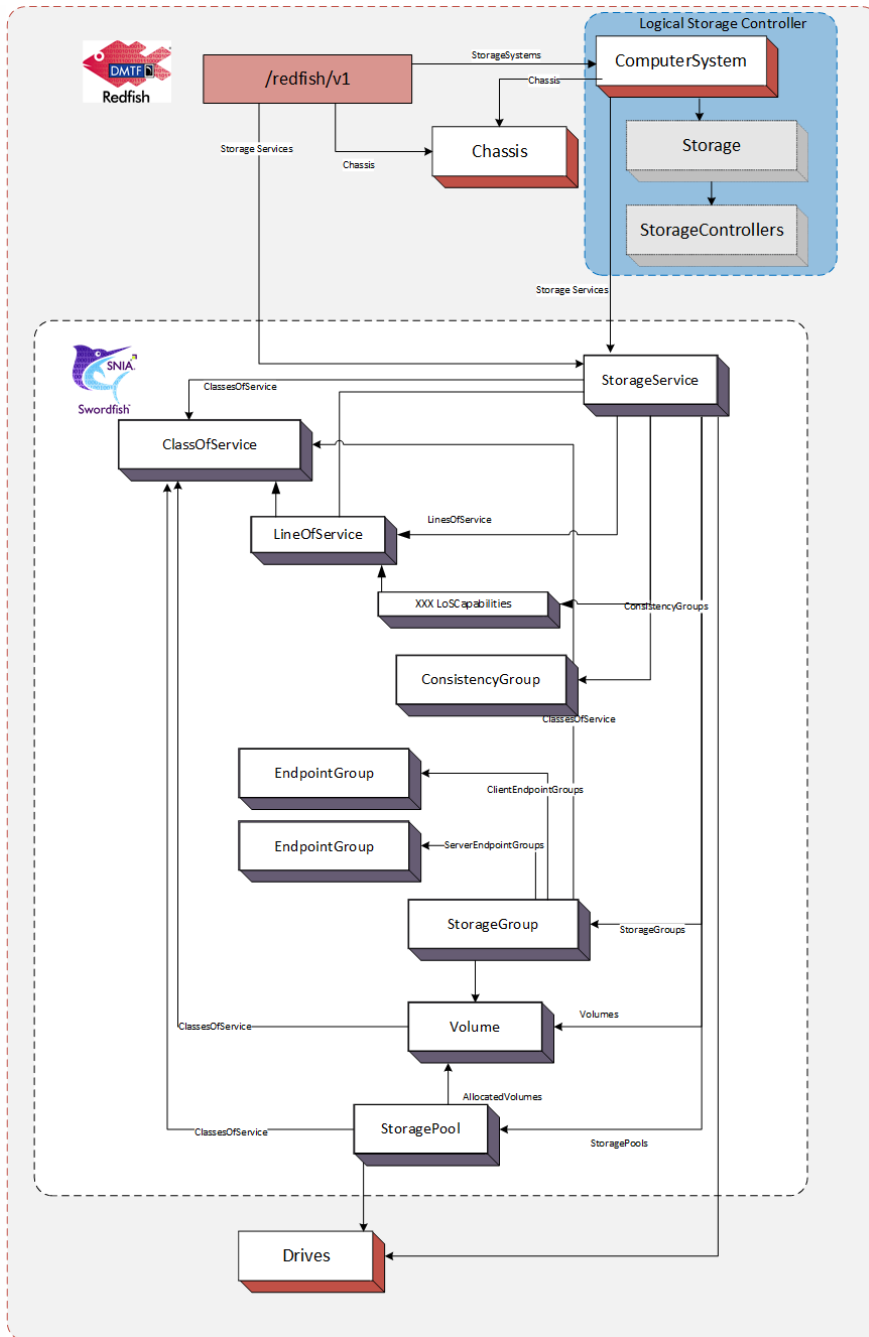 Logical Storage Controller
DMTF
Redfish
/redfish/v1
StorageSystems
ComputerSystem
Chassis
Storage Services
Chassis
Chassis
Storage
StorageControllers
Storage Services
SNIA
Swordfish
StorageService
ClassesOfService
ClassOfService
LinesOfService
LineOfService
XXX LoSCapabilities
ConsistencyGroups
ConsistencyGroup
ClassesOfService
EndpointGroup
ClientEndpointGroups
EndpointGroup
ServerEndpointGroups
StorageGroup
StorageGroups
Volume
Volumes
ClassesOfService
AllocatedVolumes
StoragePool
ClassesOfService
StoragePools
Drives